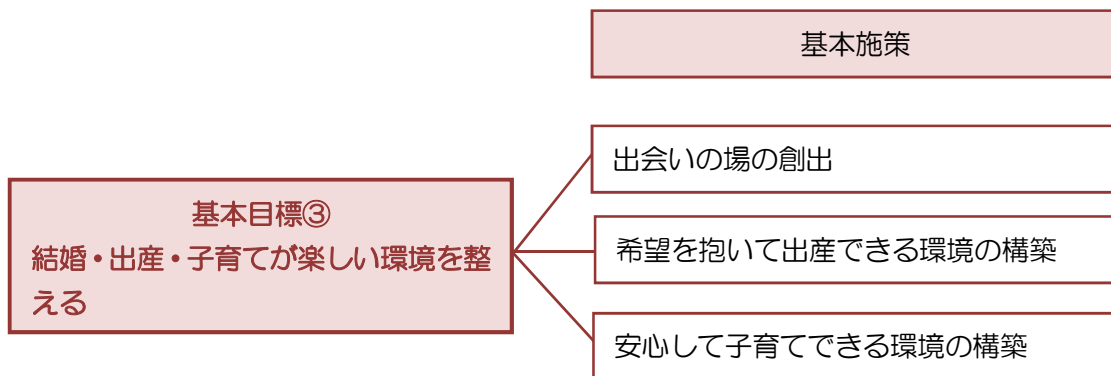 基本施策
出会いの場の創出
基本目標③
結婚・出産・子育てが楽しい環境を整
える
希望を抱いて出産できる環境の構築
安心して子育てできる環境の構築